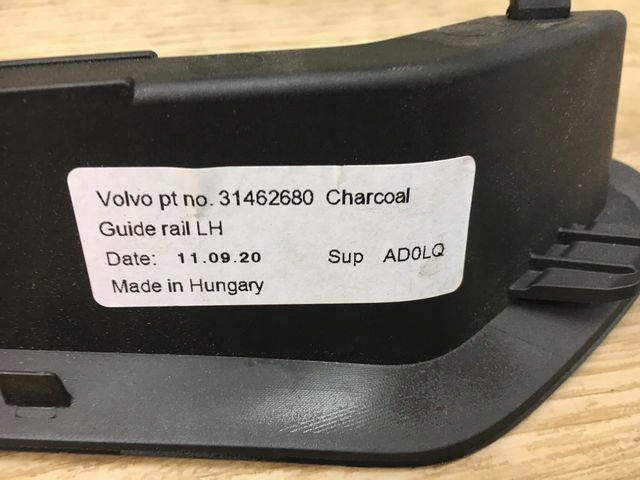 Volvo pt no. 31462680 Charcoal
Guide rail LH
Date: 11.09.20 Sup AD0LQ
Made in Hungary